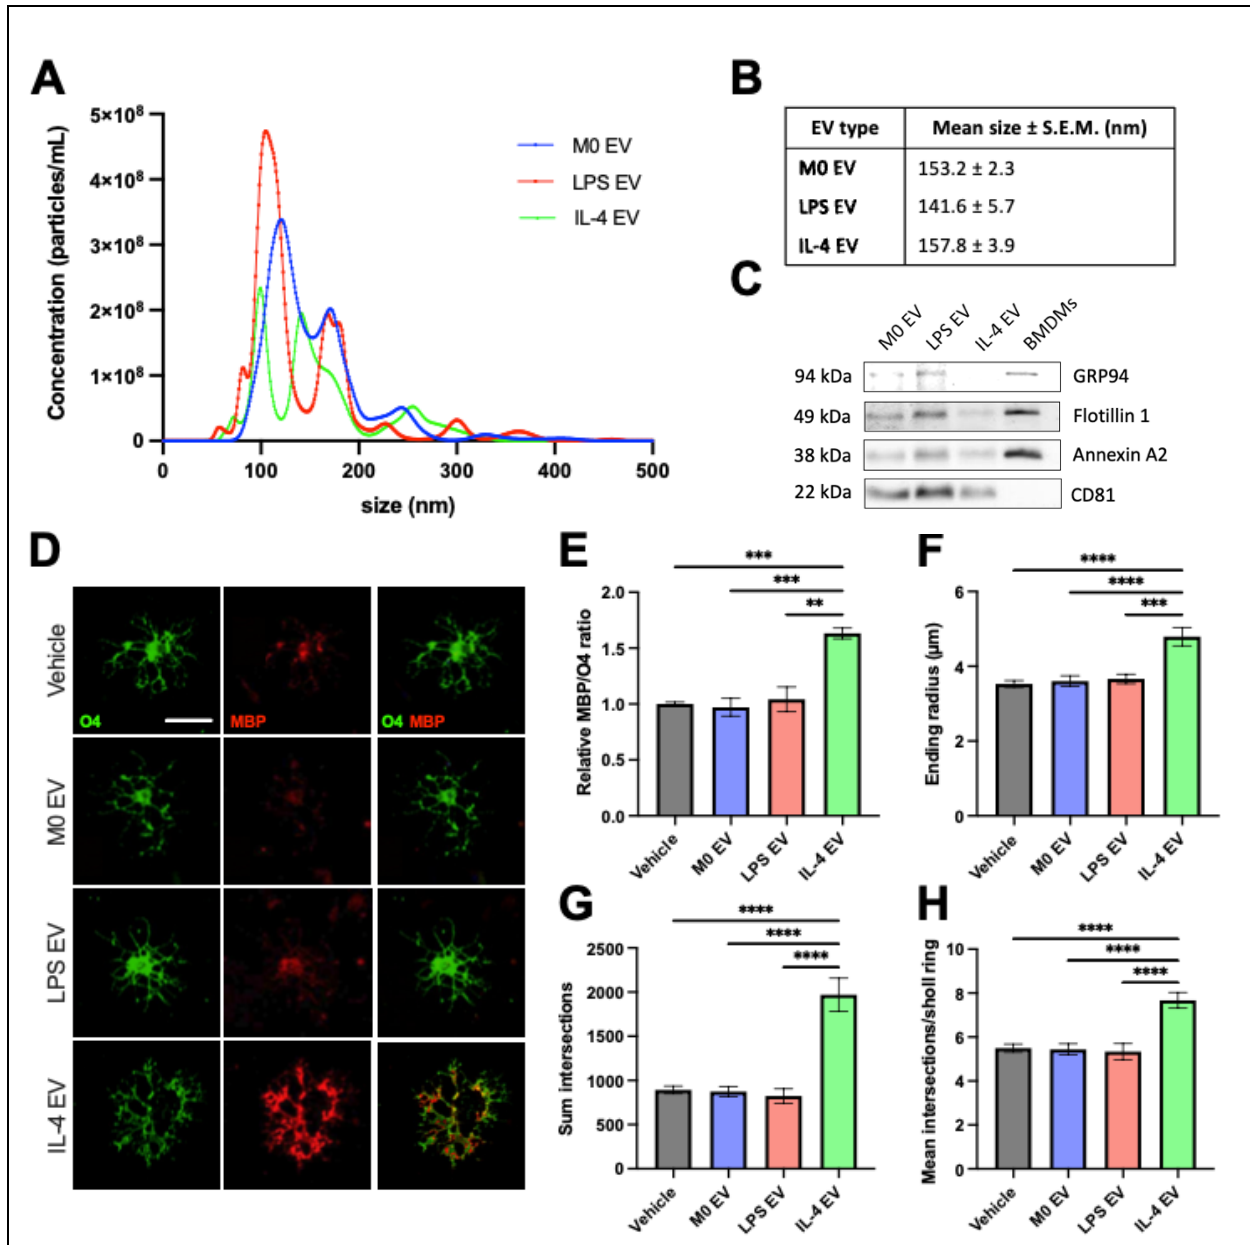 A
Concentration (particles/mL)
5×10⁸
4×10⁸
3×10⁸
2×10⁸
1×10⁸
0
0 100 200 300 400 500
size (nm)
M0 EV
LPS EV
IL-4 EV
B
EV type Mean size ± S.E.M. (nm)
M0 EV 153.2 ± 2.3
LPS EV 141.6 ± 5.7
IL-4 EV 157.8 ± 3.9
C
M0 EV LPS EV IL-4 EV BMDMs
94 kDa GRP94
49 kDa Flotillin 1
38 kDa Annexin A2
22 kDa CD81
D
Vehicle
O4 MBP O4 MBP
M0 EV
LPS EV
IL-4 EV
E
Relative MBP/O4 ratio
***
***
**
2.0
1.5
1.0
0.5
0.0
Vehicle M0 EV LPS EV IL-4 EV
F
Ending radius (µm)
****
****
***
6
4
2
0
Vehicle M0 EV LPS EV IL-4 EV
G
Sum intersections
****
****
****
2500
2000
1500
1000
500
0
Vehicle M0 EV LPS EV IL-4 EV
H
Mean intersections/sholl ring
****
****
****
10
8
6
4
2
0
Vehicle M0 EV LPS EV IL-4 EV